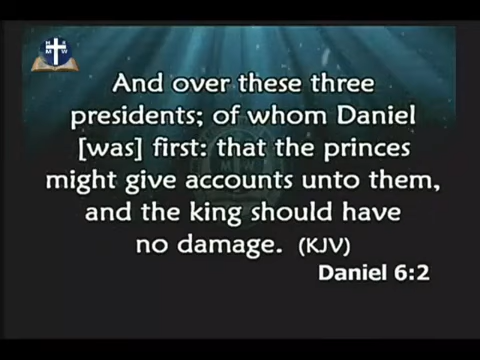 And over these three
presidents; of whom Daniel
[was] first: that the princes
might give accounts unto them,
and the king should have
no damage. (KJV)
Daniel 6:2